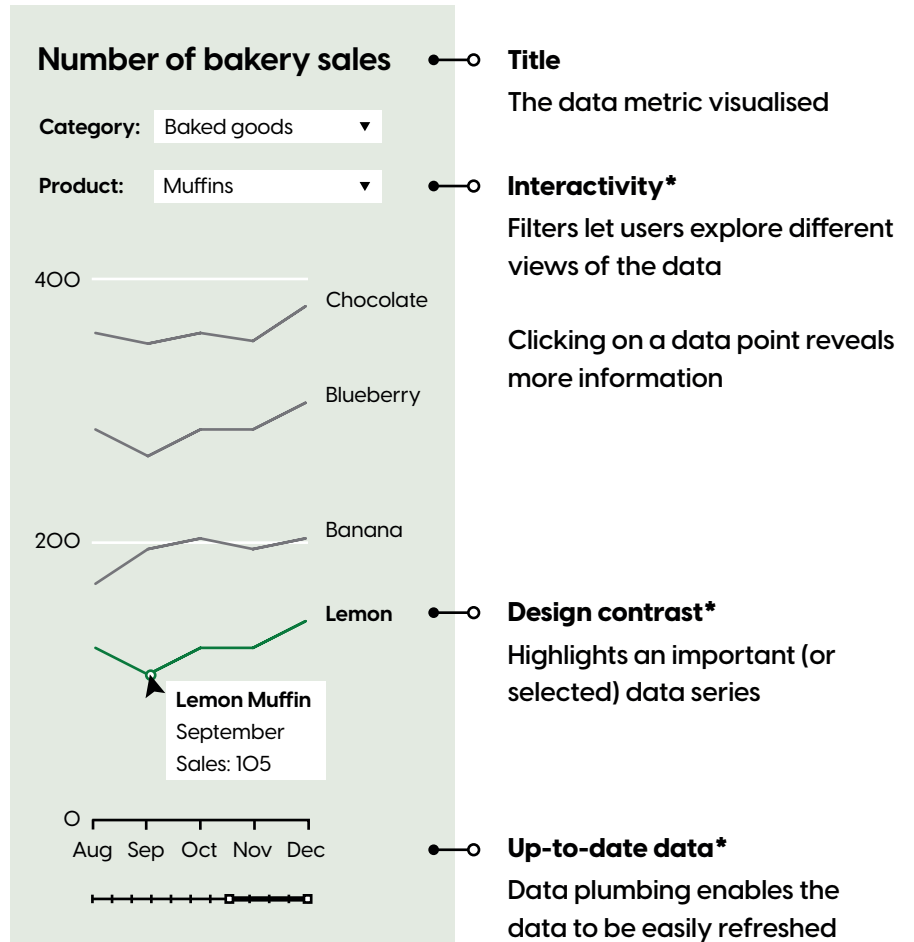 Number of bakery sales
Title
The data metric visualised
Category: Baked goods
Product: Muffins
Interactivity*
Filters let users explore different
views of the data
Clicking on a data point reveals
more information
400
Chocolate
Blueberry
200
Banana
Lemon
Design contrast*
Highlights an important (or
selected) data series
Lemon Muffin
September
Sales: 105
0
Aug Sep Oct Nov Dec
Up-to-date data*
Data plumbing enables the
data to be easily refreshed